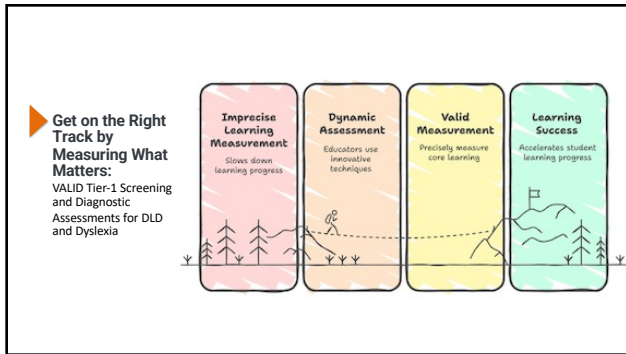 Get on the Right
Track by
Measuring What
Matters:
VALID Tier-1 Screening
and Diagnostic
Assessments for DLD
and Dyslexia
Imprecise
Learning
Measurement
Slows down
learning progress
Dynamic
Assessment
Educators use
innovative
techniques
Valid
Measurement
Precisely measure
core learning
Learning
Success
Accelerates student
learning progress